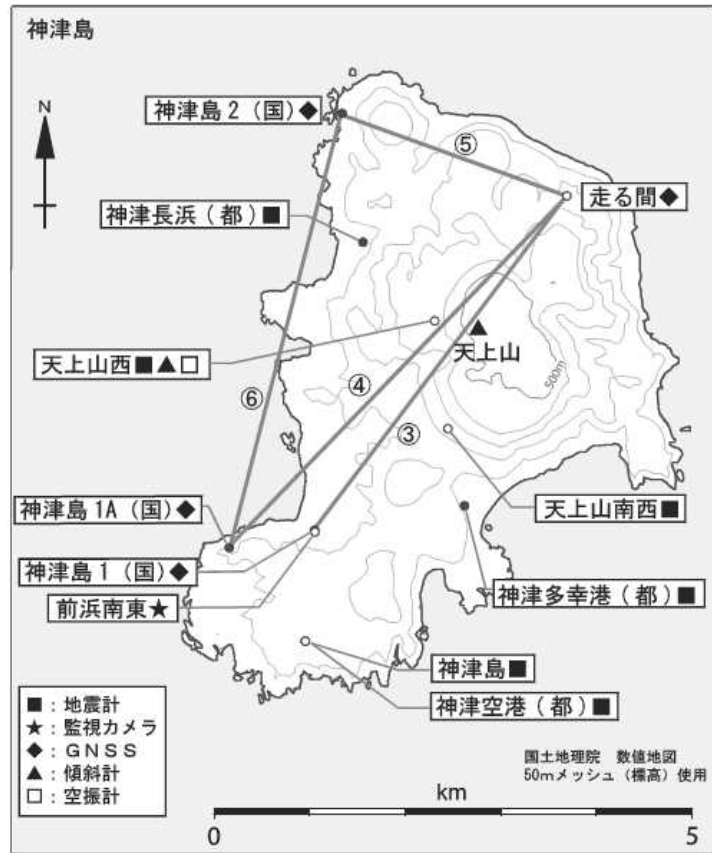 神津島
N
神津島2（国）◆
⑤
走る間◆
神津長浜（都）■
天上山
天上山西■▲□
500m
⑥
④
③
神津島1A（国）◆
天上山南西■
神津島1（国）◆
前浜南東★
神津多幸港（都）■
神津島■
神津空港（都）■
■：地震計
★：監視カメラ
◆：GNSS
▲：傾斜計
□：空振計
国土地理院　数値地図
50mメッシュ（標高）使用
km
0
5